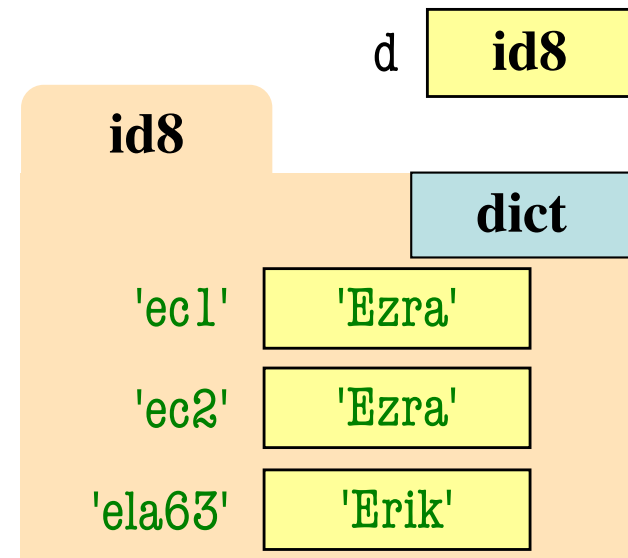 d id8
id8
dict
'ec1' 'Ezra'
'ec2' 'Ezra'
'ela63' 'Erik'